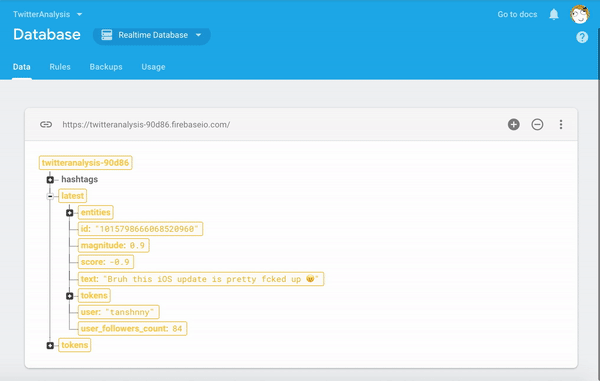 TwitterAnalysis
Go to docs
Database
Realtime Database
Data Rules Backups Usage
https://twitteranalysis-90d86.firebaseio.com/
twitteranalysis-90d86
hashtags
latest
entities
id: "1015798666068520960"
magnitude: 0.9
score: -0.9
text: "Bruh this iOS update is pretty fcked up 😸"
tokens
user: "tanshnny"
user_followers_count: 84
tokens